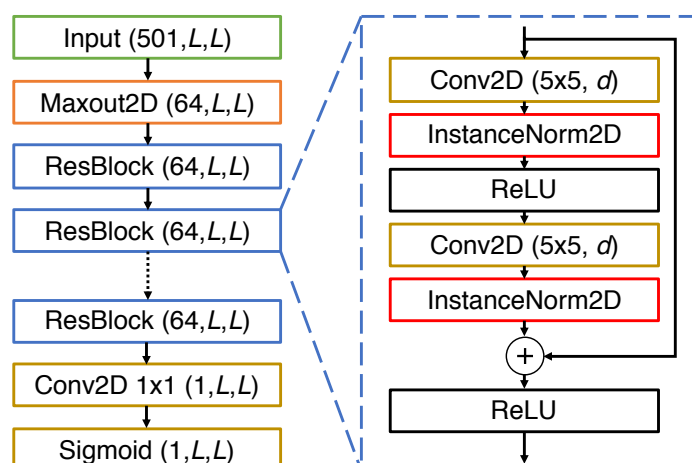 Input (501,L,L)
Maxout2D (64,L,L)
ResBlock (64,L,L)
ResBlock (64,L,L)
ResBlock (64,L,L)
Conv2D 1x1 (1,L,L)
Sigmoid (1,L,L)
Conv2D (5x5, d)
InstanceNorm2D
ReLU
Conv2D (5x5, d)
InstanceNorm2D
+
ReLU